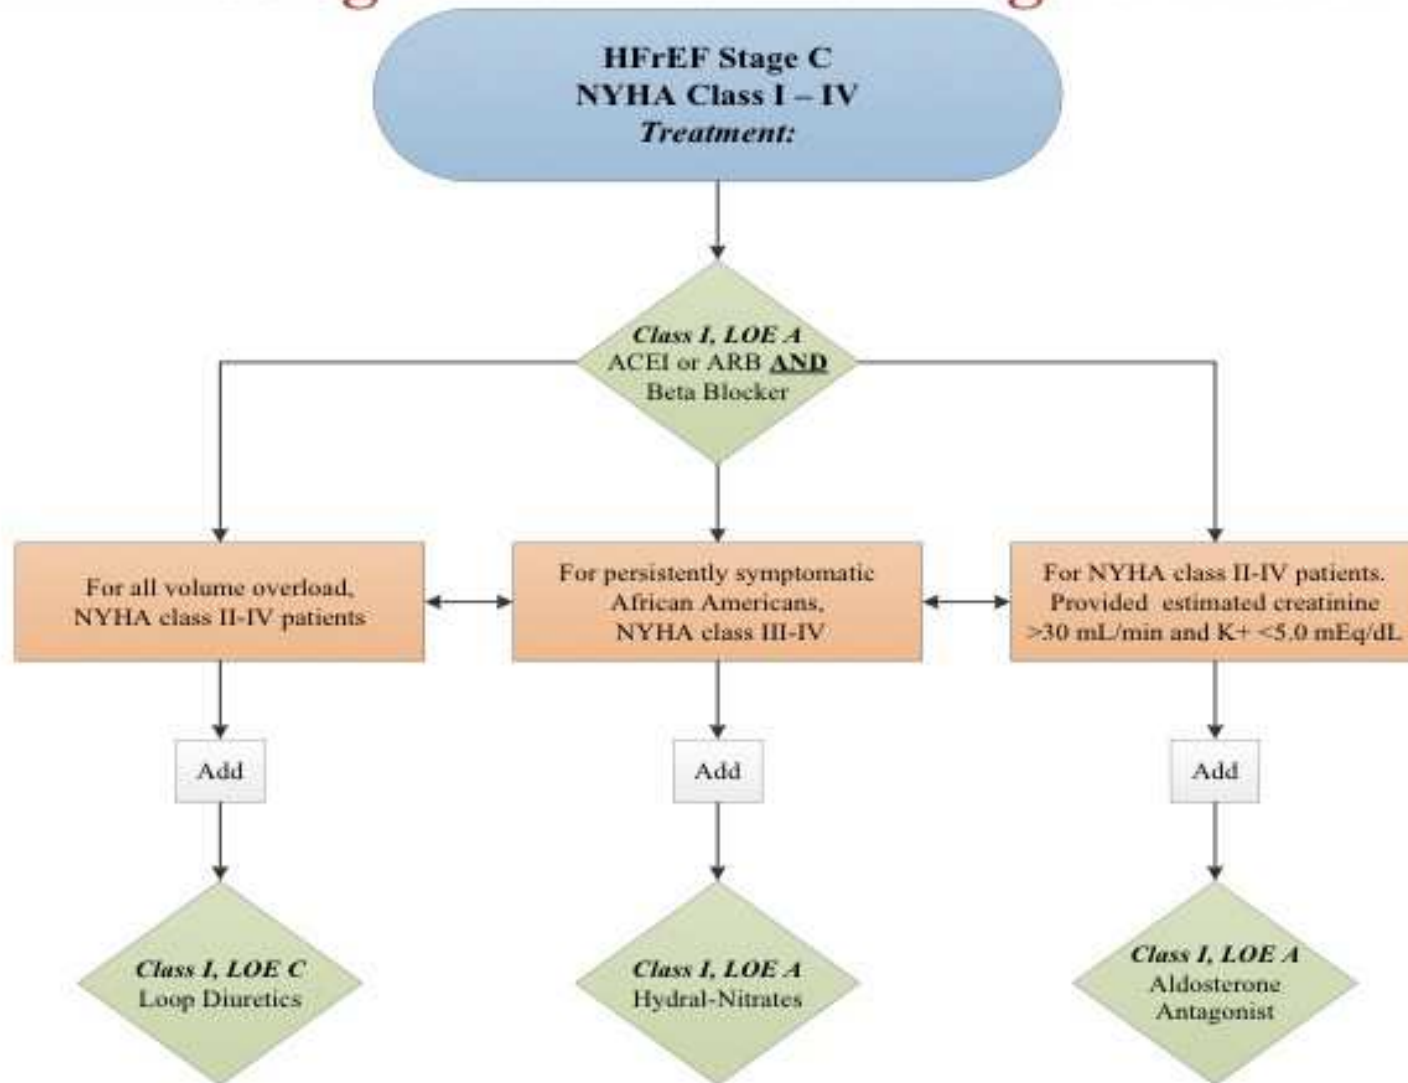 HFrEF Stage C
NYHA Class I – IV
Treatment:
Class I, LOE A
ACEI or ARB AND
Beta Blocker
For all volume overload,
NYHA class II-IV patients
For persistently symptomatic
African Americans,
NYHA class III-IV
For NYHA class II-IV patients.
Provided estimated creatinine
>30 mL/min and K+ <5.0 mEq/dL
Add
Add
Add
Class I, LOE C
Loop Diuretics
Class I, LOE A
Hydral-Nitrates
Class I, LOE A
Aldosterone
Antagonist